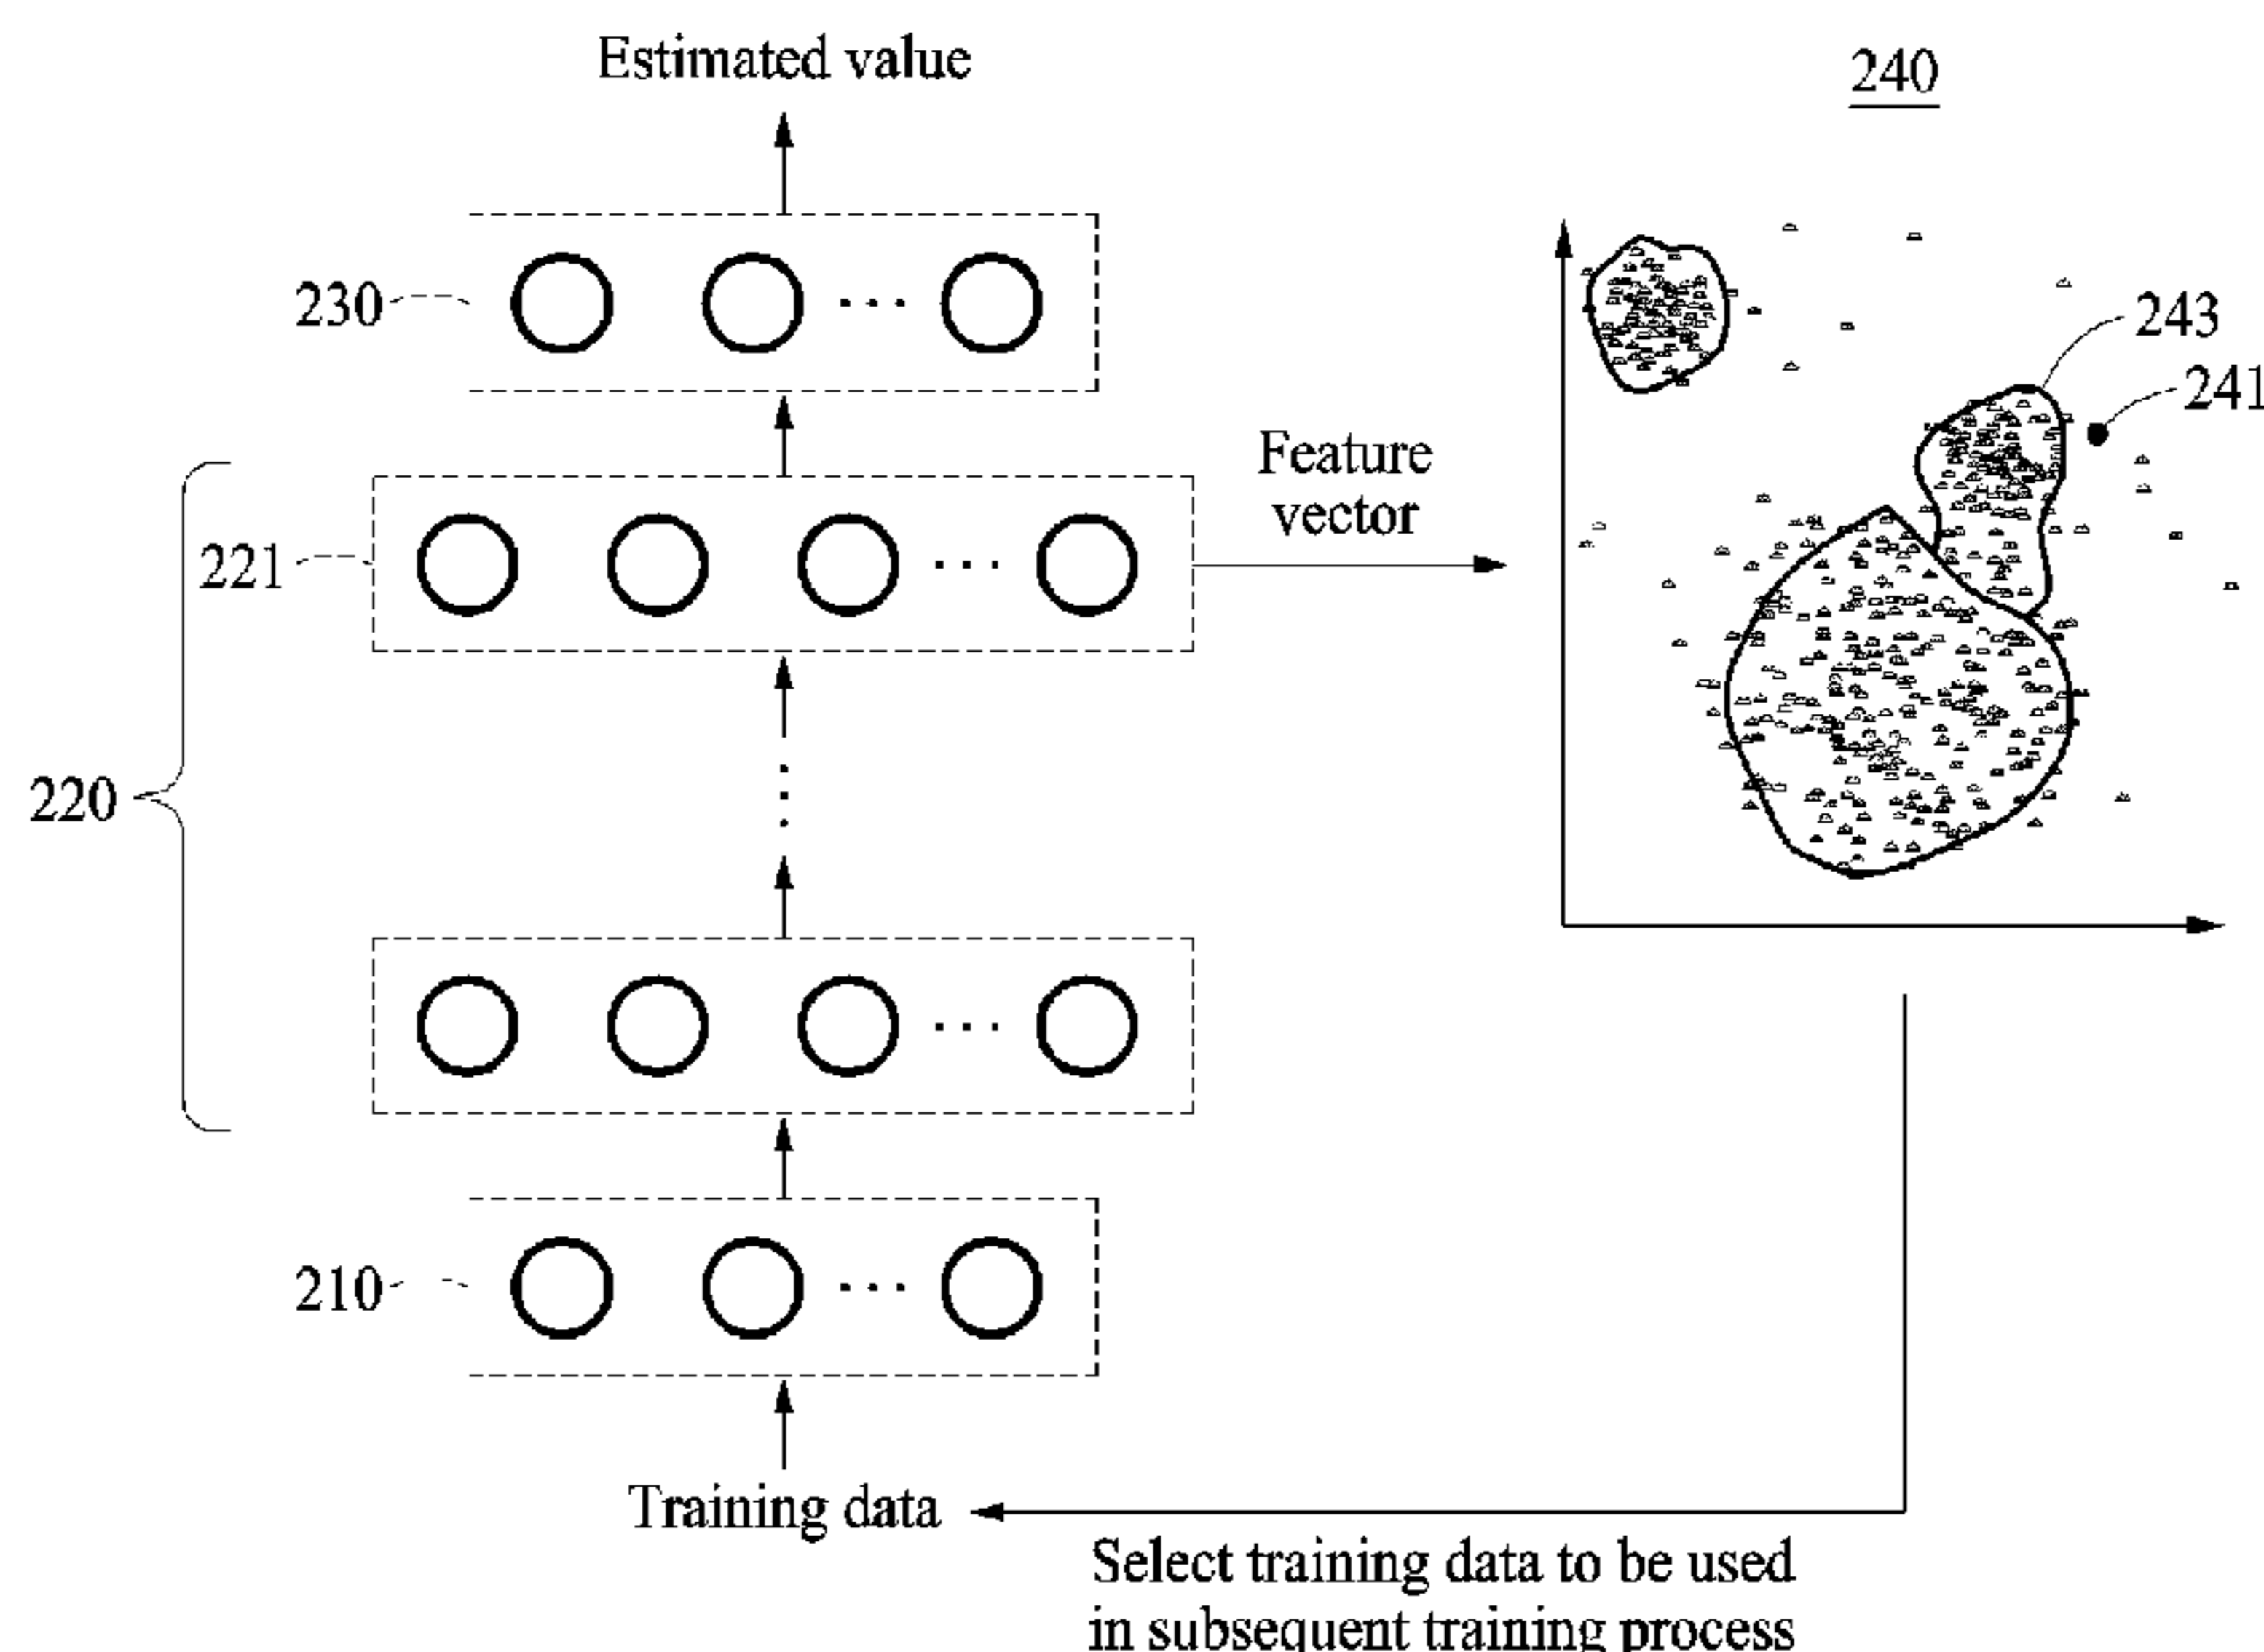 Estimated value
240
230
243
241
Feature
vector
221
220
210
Training data
Select training data to be used
in subsequent training process